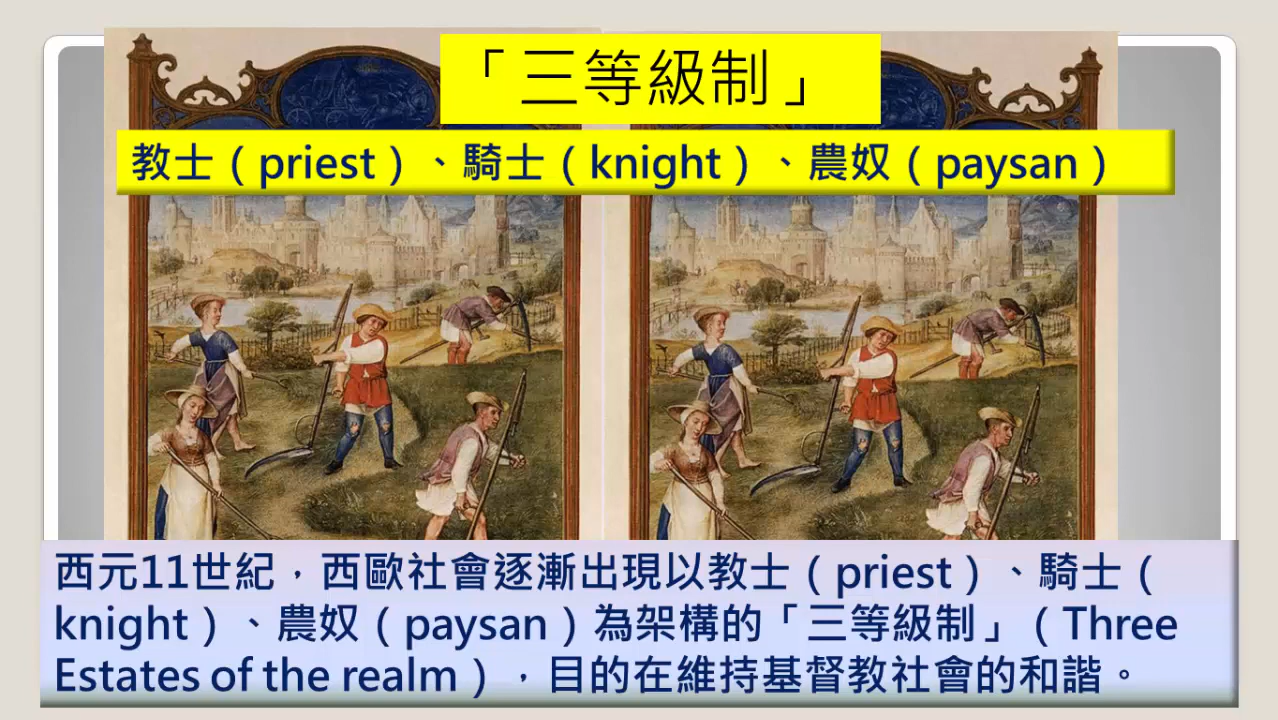 「三等級制」
教士（priest）、騎士（knight）、農奴（paysan）
西元11世紀，西歐社會逐漸出現以教士（priest）、騎士（
knight）、農奴（paysan）為架構的「三等級制」（Three
Estates of the realm），目的在維持基督教社會的和諧。